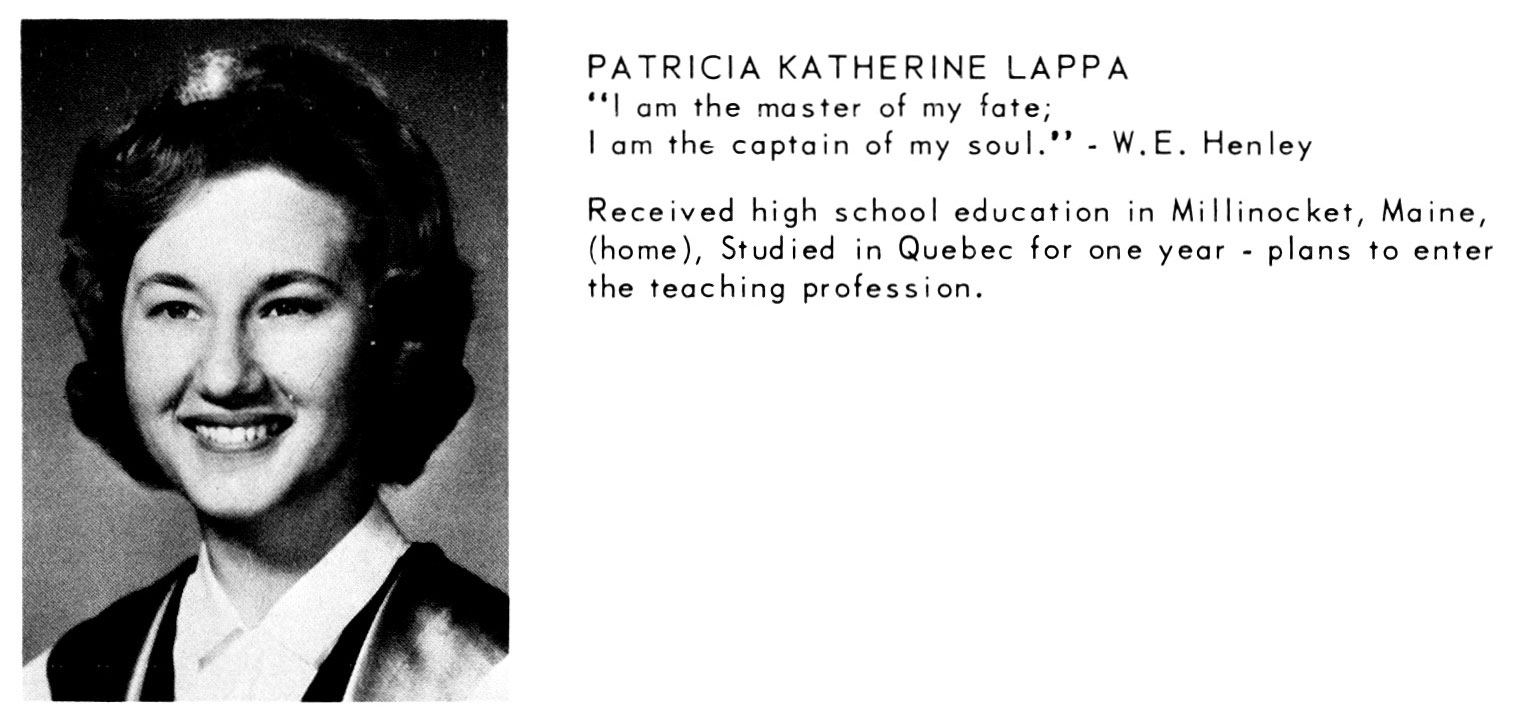 PATRICIA KATHERINE LAPPA
“I am the master of my fate;
I am the captain of my soul.” - W.E. Henley
Received high school education in Millinocket, Maine,
(home), Studied in Quebec for one year - plans to enter
the teaching profession.